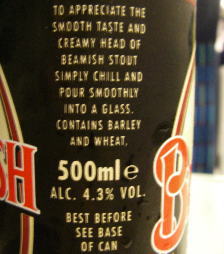 TO APPRECIATE THE
SMOOTH TASTE AND
CREAMY HEAD OF
BEAMISH STOUT
SIMPLY CHILL AND
POUR SMOOTHLY
INTO A GLASS.
CONTAINS BARLEY
AND WHEAT.
500ml e
ALC. 4.3% VOL.
BEST BEFORE
SEE BASE
OF CAN
SH
B